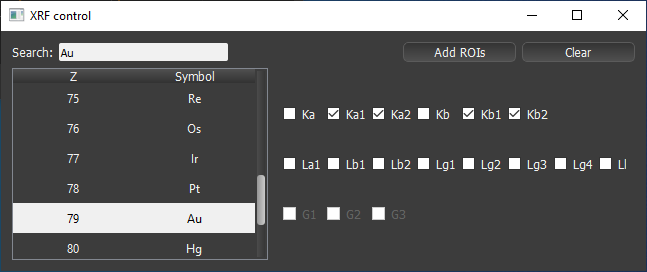 XRF control
Search: Au
Add ROIs Clear
Z Symbol
75 Re
76 Os
77 Ir
78 Pt
79 Au
80 Hg
Ka Ka1 Ka2 Kb Kb1 Kb2
La1 Lb1 Lb2 Lg1 Lg2 Lg3 Lg4 Ll
G1 G2 G3